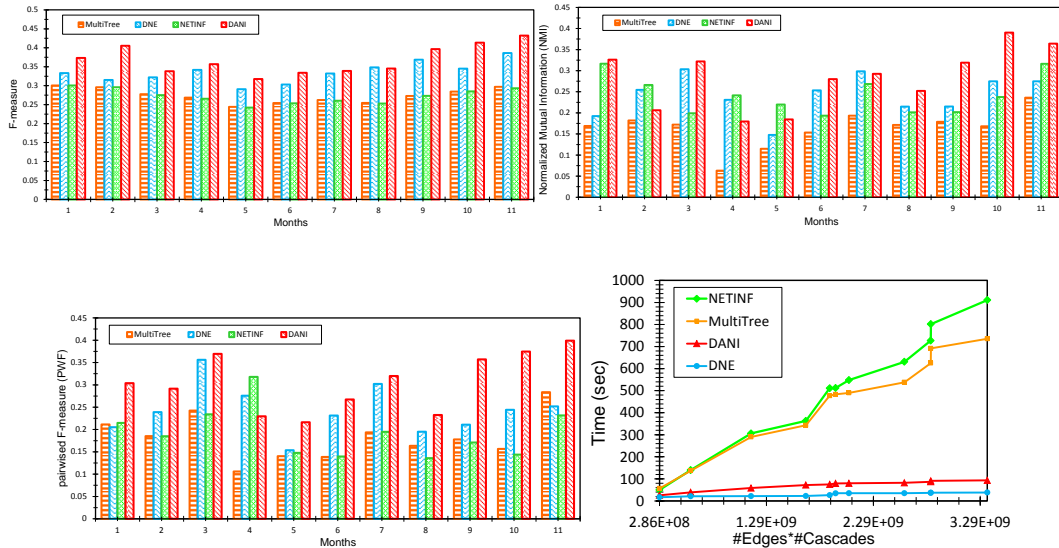 MultiTree DNE NETINF DANI
F-measure
0.5
0.45
0.4
0.35
0.3
0.25
0.2
0.15
0.1
0.05
0
1 2 3 4 5 6 7 8 9 10 11
Months
MultiTree DNE NETINF DANI
Normalized Mutual Information (NMI)
0.45
0.4
0.35
0.3
0.25
0.2
0.15
0.1
0.05
0
1 2 3 4 5 6 7 8 9 10 11
Months
MultiTree DNE NETINF DANI
pairwised F-measure (PWF)
0.45
0.4
0.35
0.3
0.25
0.2
0.15
0.1
0.05
0
1 2 3 4 5 6 7 8 9 10 11
Months
NETINF
MultiTree
DANI
DNE
Time (sec)
1000
900
800
700
600
500
400
300
200
100
0
2.86E+08 1.29E+09 2.29E+09 3.29E+09
#Edges*#Cascades